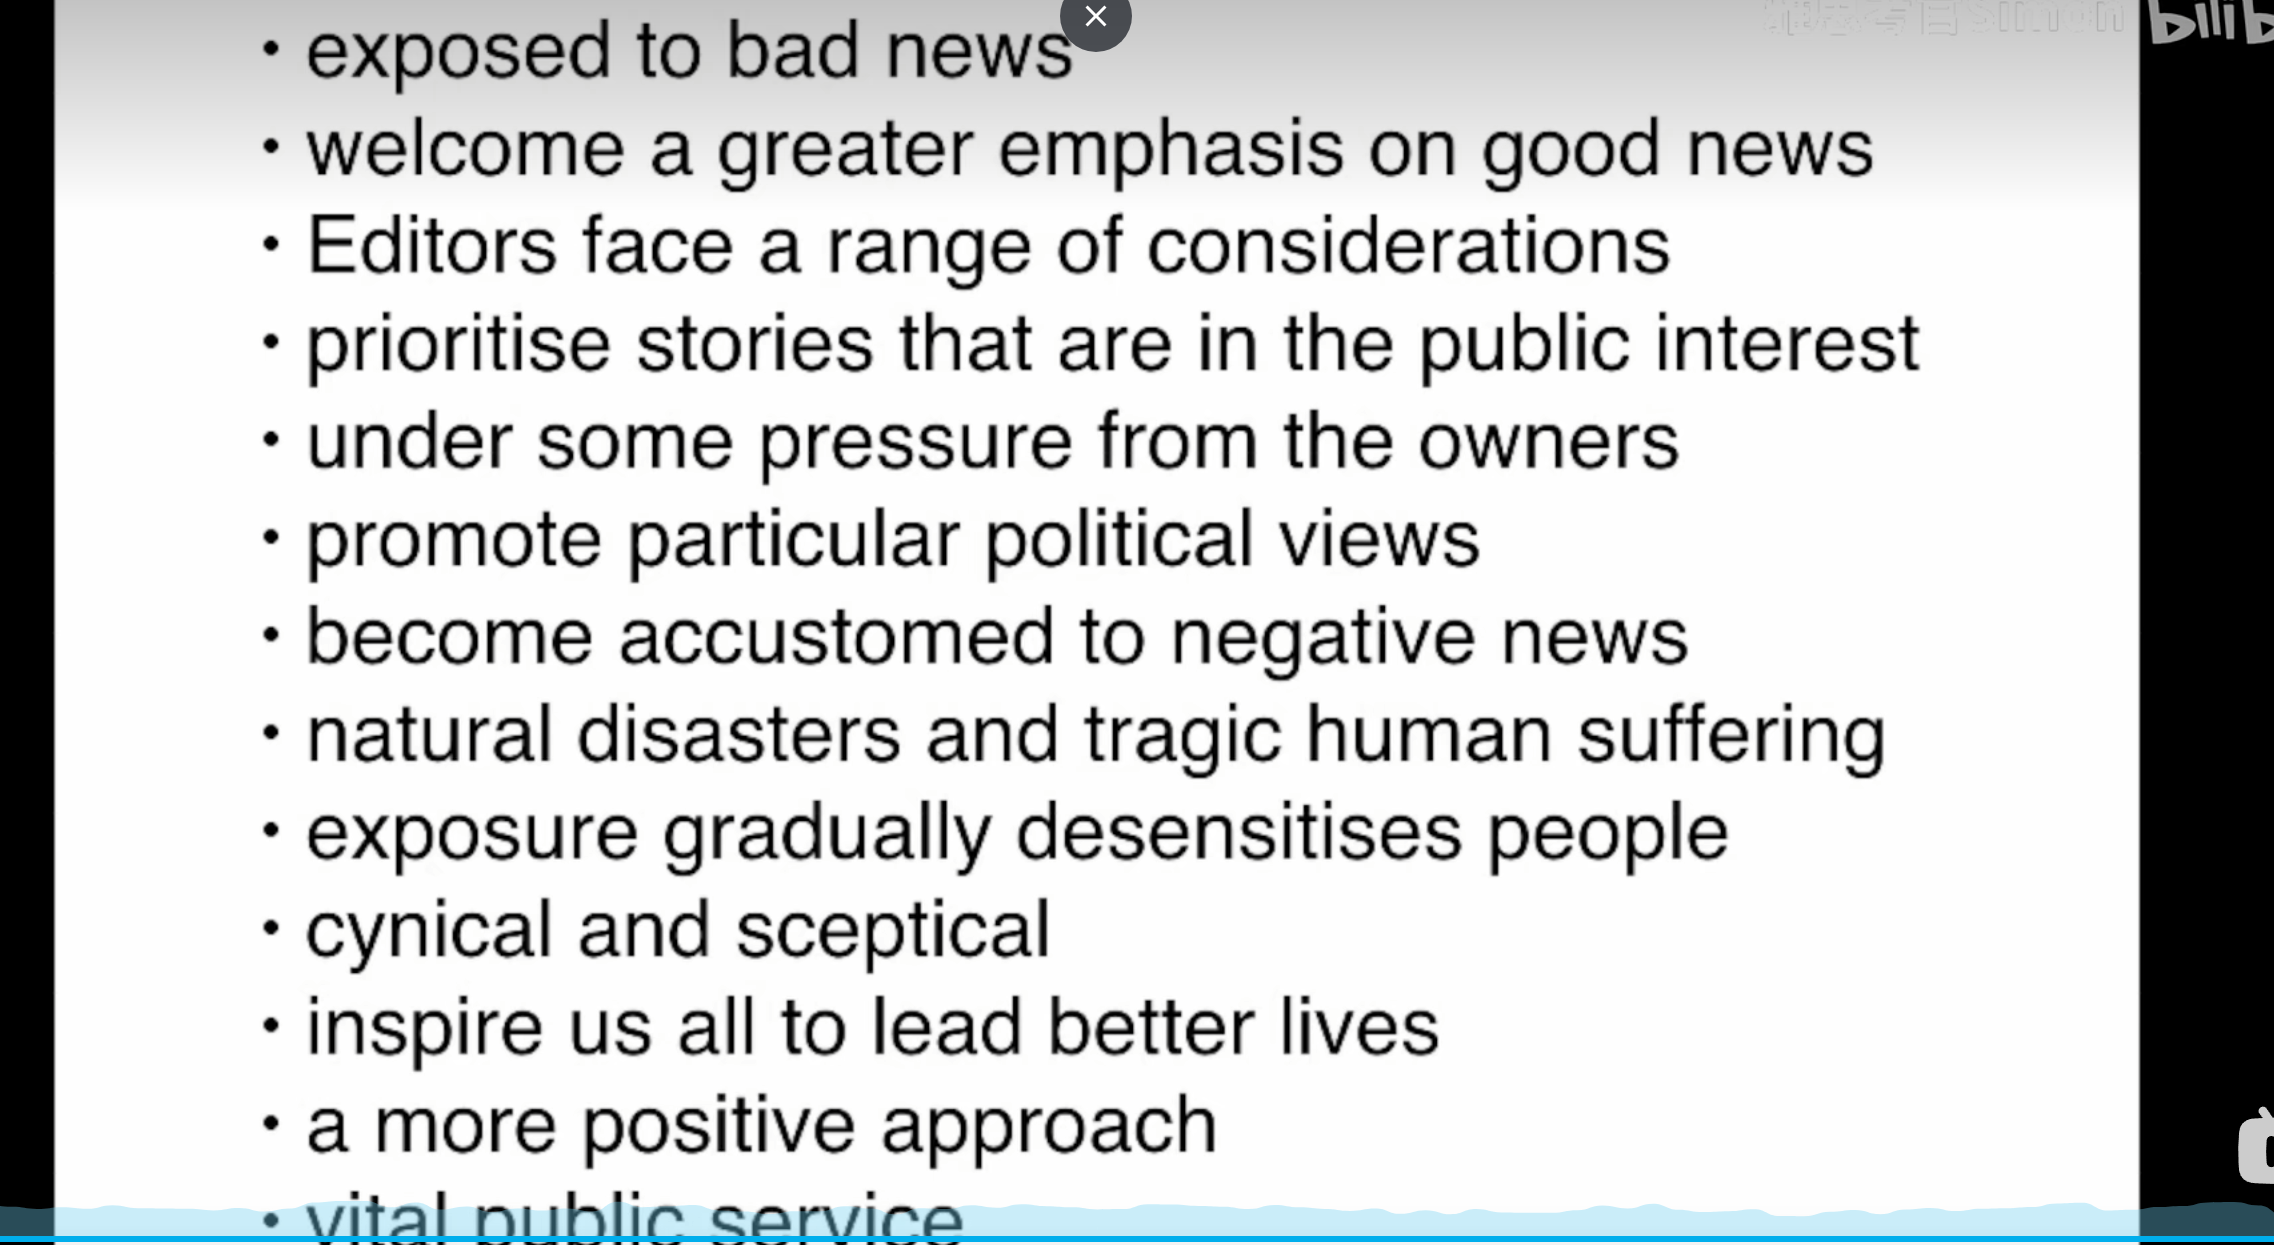 • exposed to bad news
• welcome a greater emphasis on good news
• Editors face a range of considerations
• prioritise stories that are in the public interest
• under some pressure from the owners
• promote particular political views
• become accustomed to negative news
• natural disasters and tragic human suffering
• exposure gradually desensitises people
• cynical and sceptical
• inspire us all to lead better lives
• a more positive approach
• vital public service